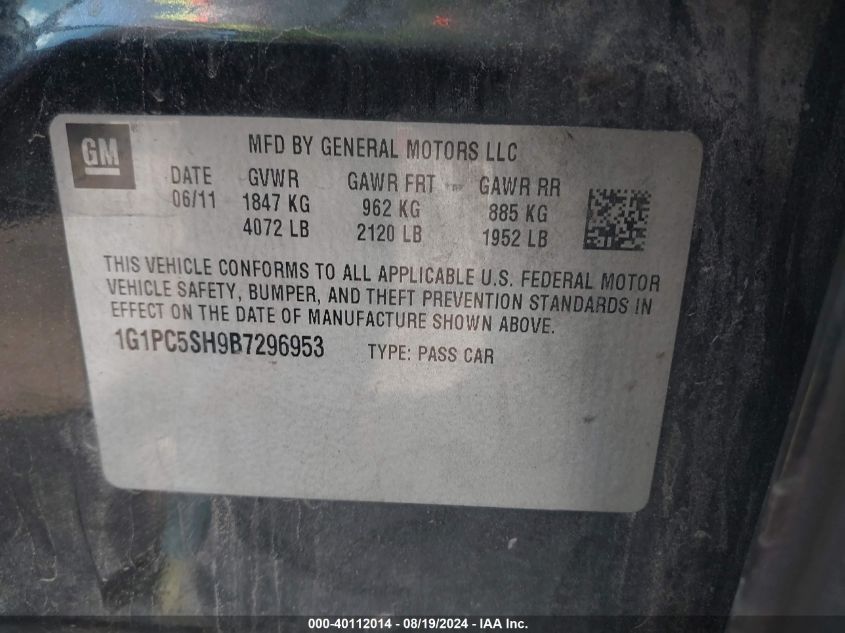 GM
MFD BY GENERAL MOTORS LLC
DATE GVWR GAWR FRT GAWR RR
06/11 1847 KG 962 KG 885 KG
4072 LB 2120 LB 1952 LB
THIS VEHICLE CONFORMS TO ALL APPLICABLE U.S. FEDERAL MOTOR
VEHICLE SAFETY, BUMPER, AND THEFT PREVENTION STANDARDS IN
EFFECT ON THE DATE OF MANUFACTURE SHOWN ABOVE.
1G1PC5SH9B7296953 TYPE: PASS CAR
000-40112014 - 08/19/2024 - IAA Inc.